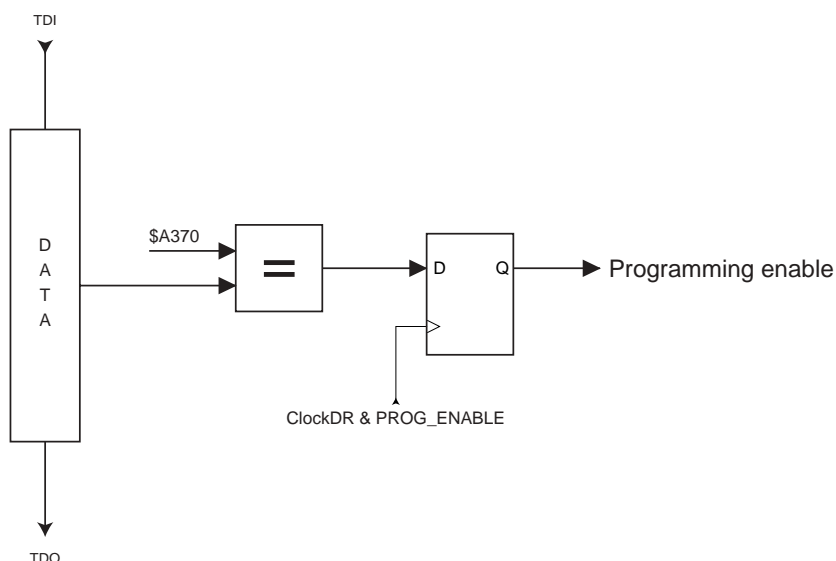 TDI
D
A
T
A
$A370
=
D
Q
Programming enable
ClockDR & PROG_ENABLE
TDO